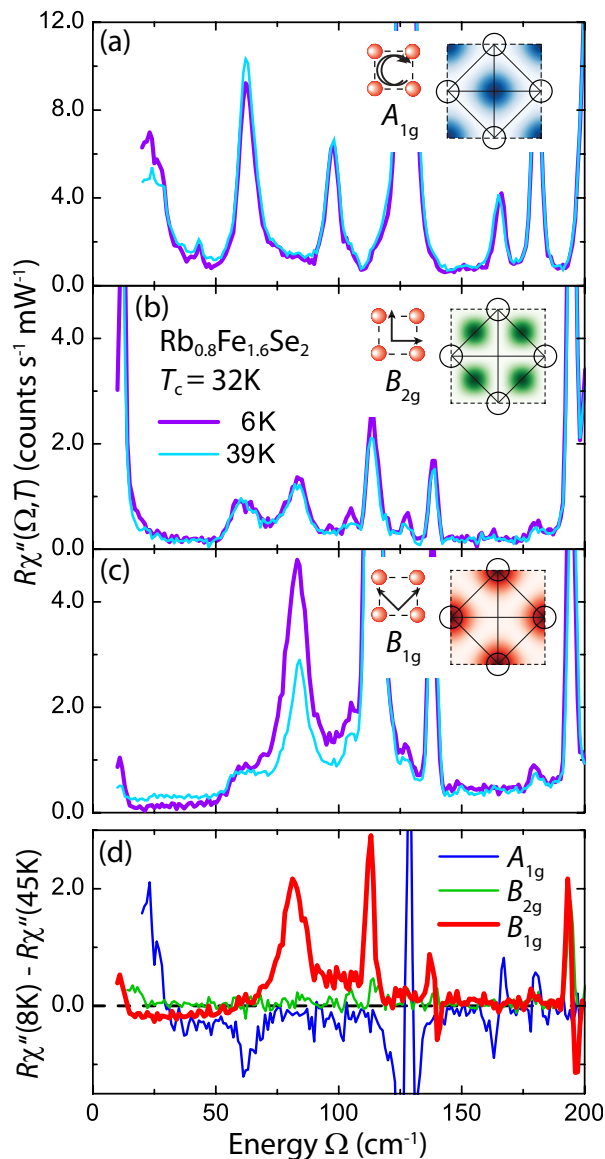 12.0
(a)
A1g
8.0
4.0
0.0
(b)
Rb0.8Fe1.6Se2
Tc = 32K
6K
39K
B2g
4.0
2.0
0.0
Rχ″(Ω,T) (counts s⁻¹ mW⁻¹)
(c)
B1g
4.0
2.0
0.0
(d)
A1g
B2g
B1g
2.0
0.0
Rχ″(8K) - Rχ″(45K)
0 50 100 150 200
Energy Ω (cm⁻¹)